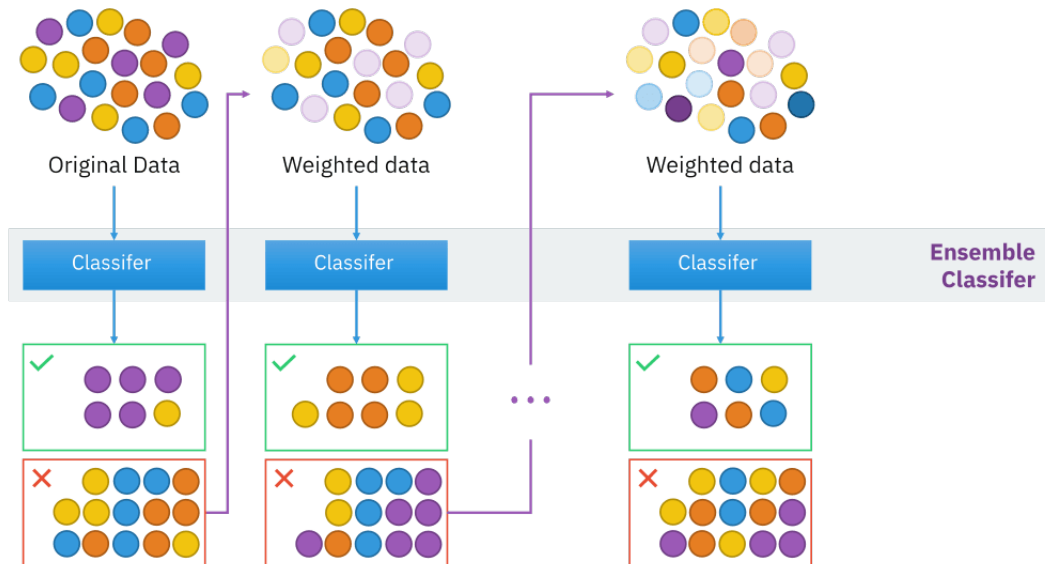 Original Data
Weighted data
Weighted data
Classifer
Classifer
Classifer
Ensemble
Classifer